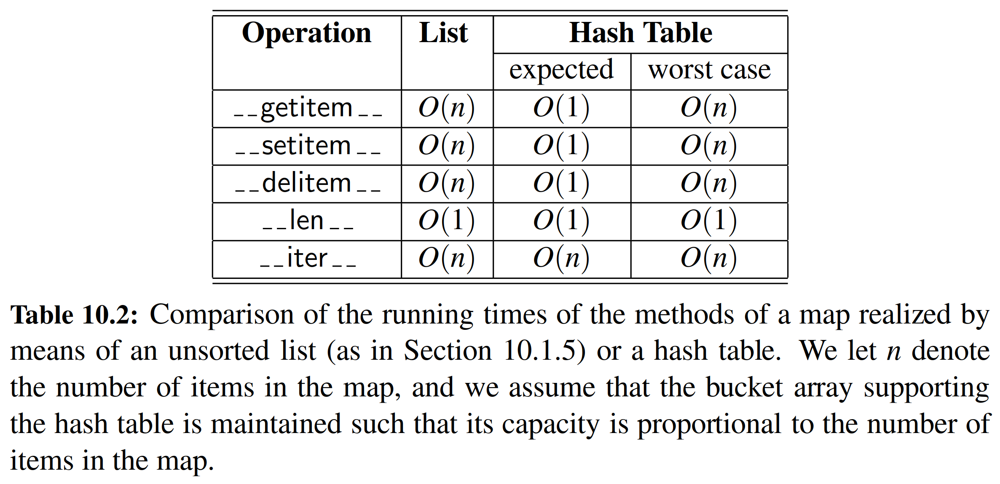 Operation List Hash Table
expected worst case
__getitem__ O(n) O(1) O(n)
__setitem__ O(n) O(1) O(n)
__delitem__ O(n) O(1) O(n)
__len__ O(1) O(1) O(1)
__iter__ O(n) O(n) O(n)
Table 10.2: Comparison of the running times of the methods of a map realized by
means of an unsorted list (as in Section 10.1.5) or a hash table. We let n denote
the number of items in the map, and we assume that the bucket array supporting
the hash table is maintained such that its capacity is proportional to the number of
items in the map.